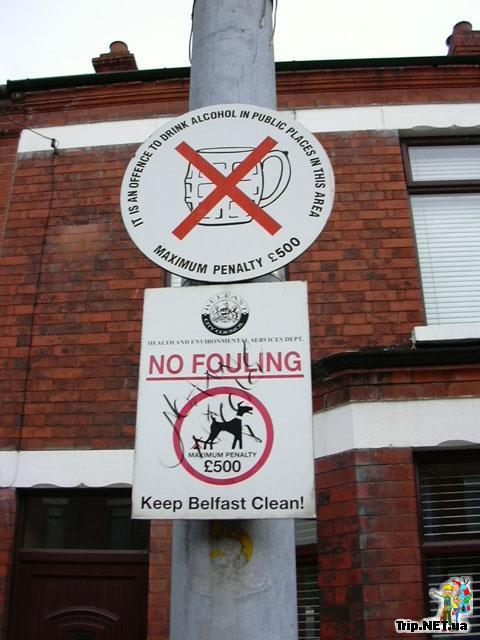 IT IS AN OFFENCE TO DRINK ALCOHOL IN PUBLIC PLACES IN THIS AREA
MAXIMUM PENALTY £500
BELFAST
CITY COUNCIL
HEALTH AND ENVIRONMENTAL SERVICES DEPT.
NO FOULING
MAXIMUM PENALTY
£500
Keep Belfast Clean!
Trip.NET.ua